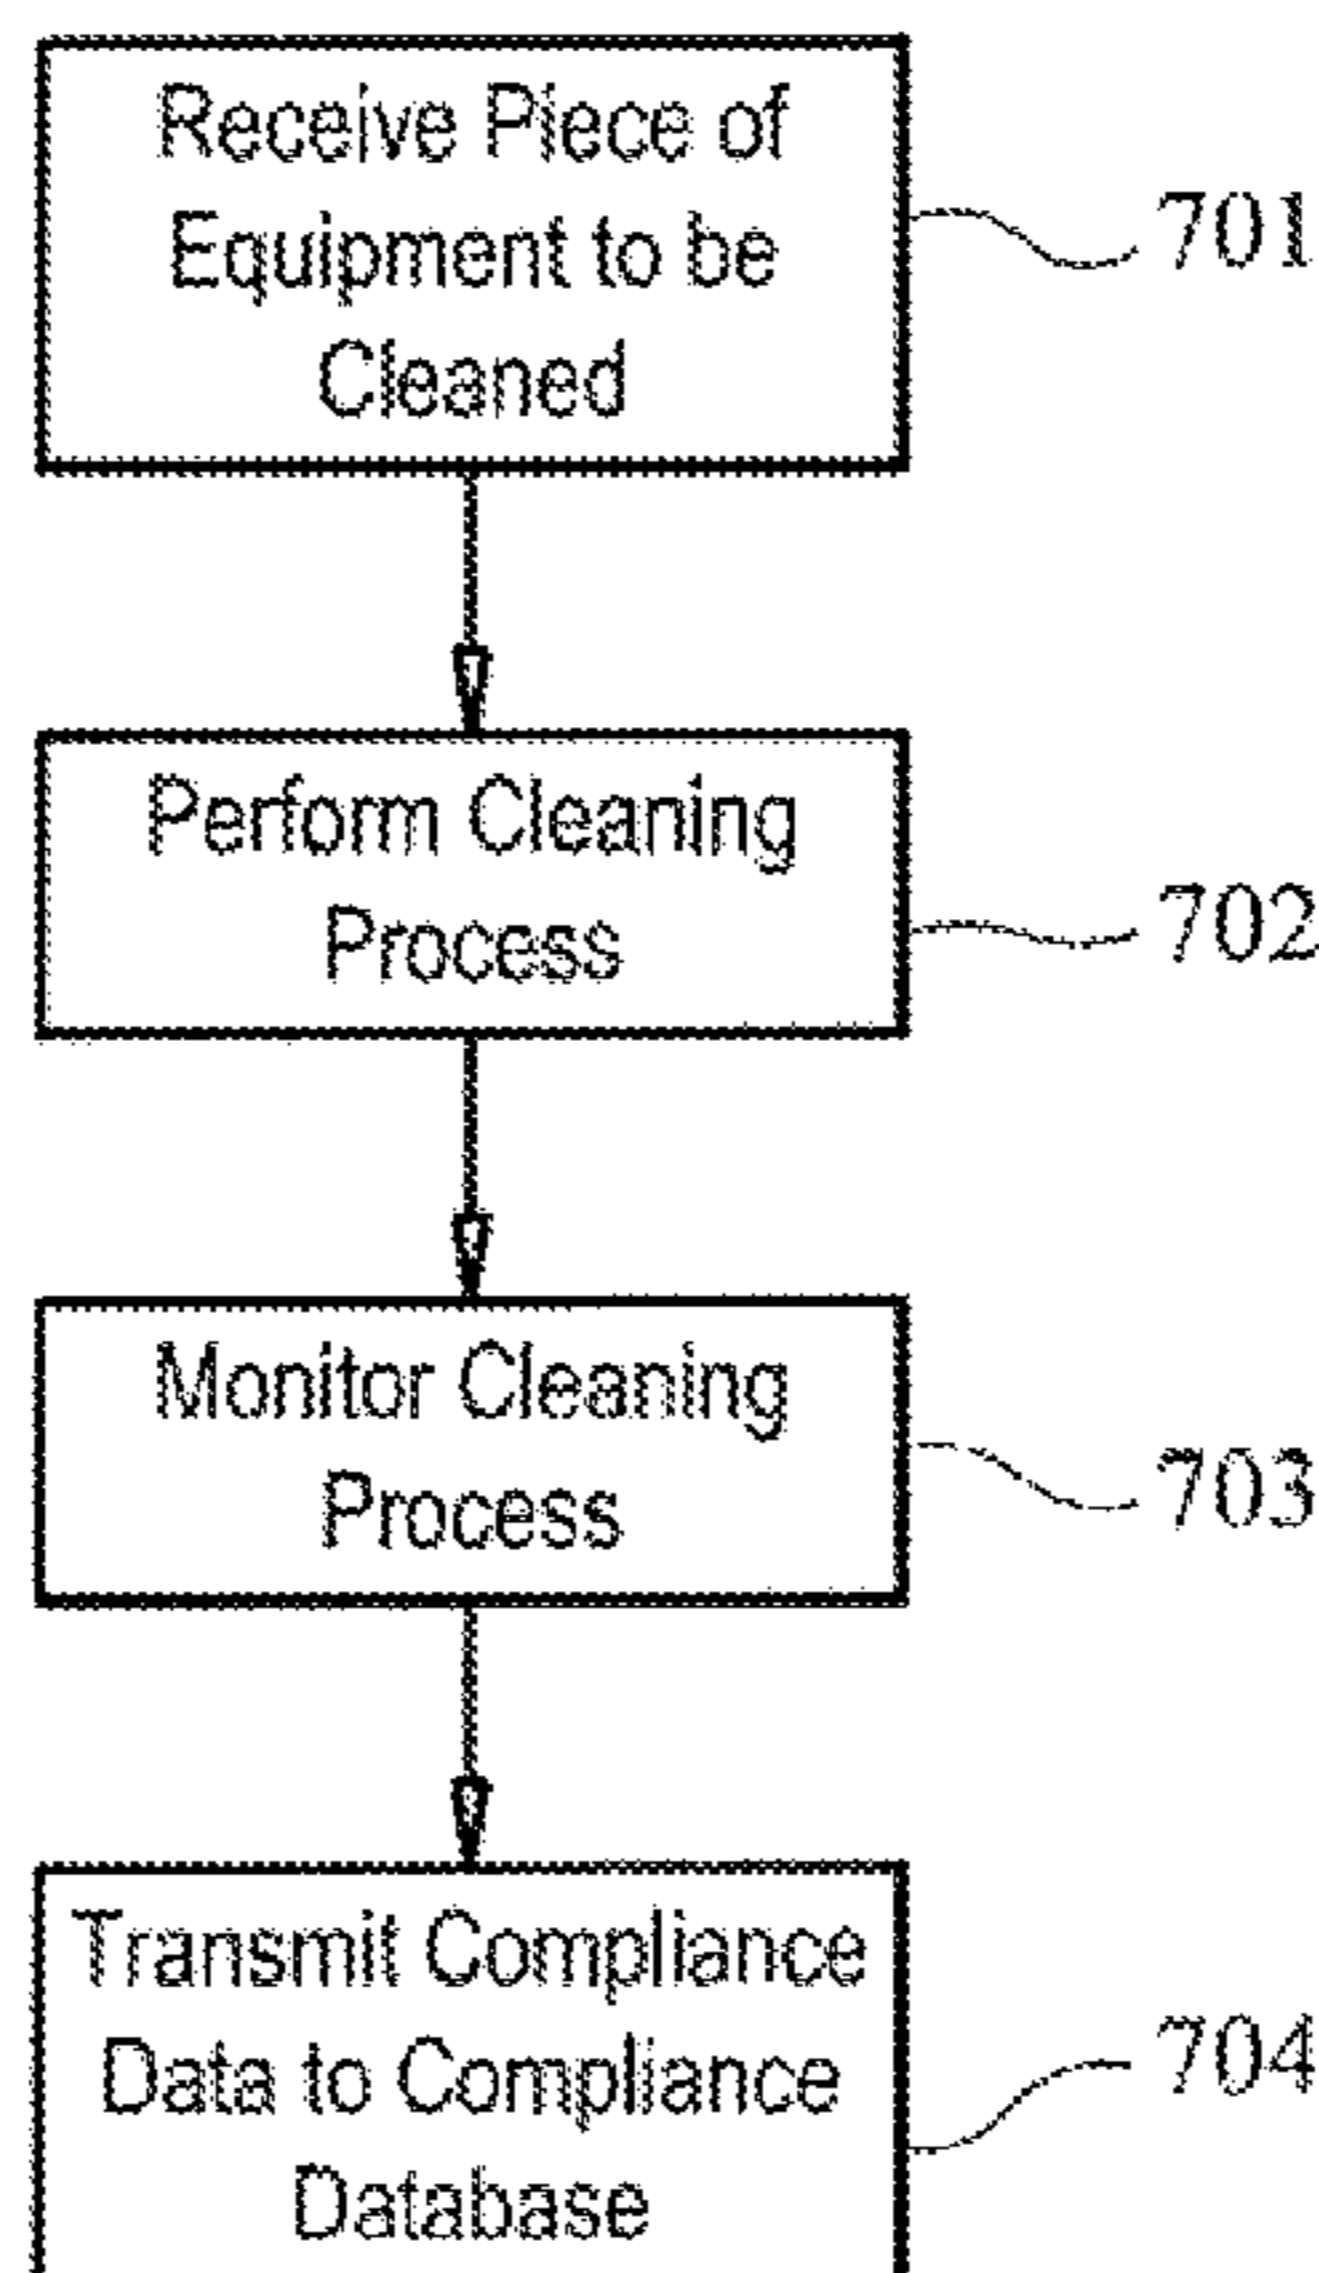 Receive Piece of
Equipment to be
Cleaned
701
Perform Cleaning
Process
702
Monitor Cleaning
Process
703
Transmit Compliance
Data to Compliance
Database
704